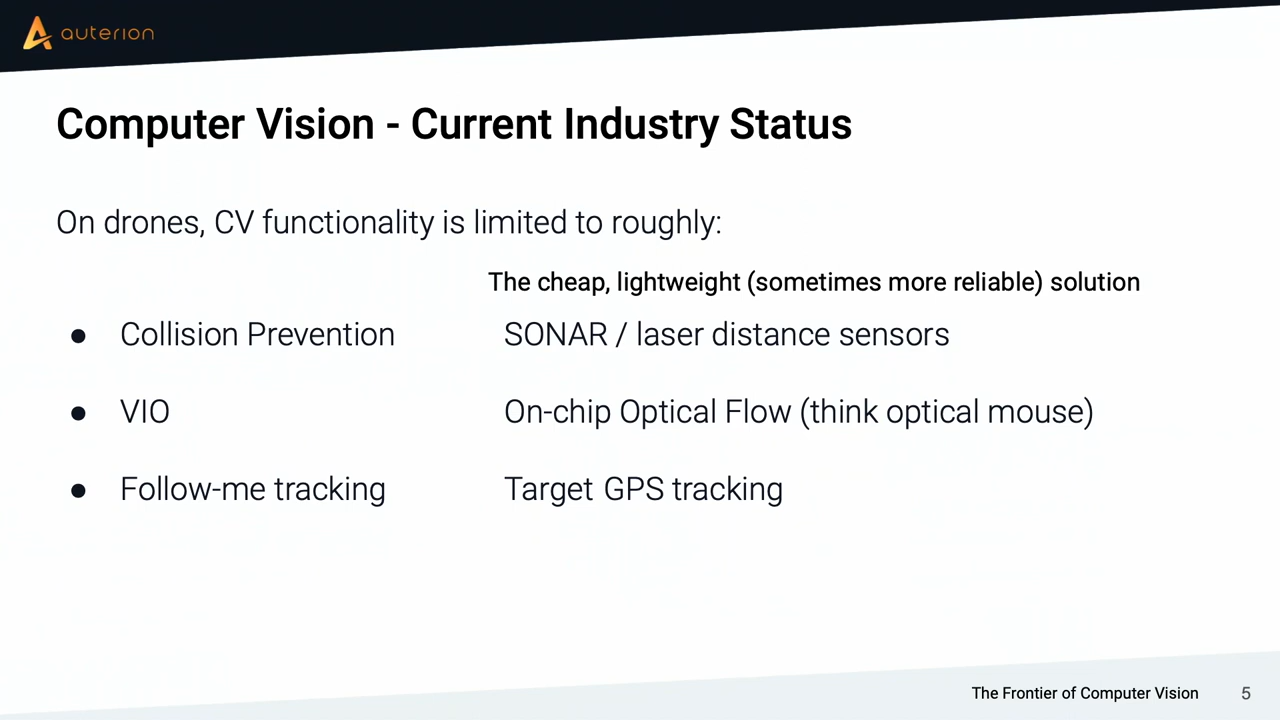 auterion
Computer Vision - Current Industry Status
On drones, CV functionality is limited to roughly:
The cheap, lightweight (sometimes more reliable) solution
● Collision Prevention SONAR / laser distance sensors
● VIO On-chip Optical Flow (think optical mouse)
● Follow-me tracking Target GPS tracking
The Frontier of Computer Vision 5